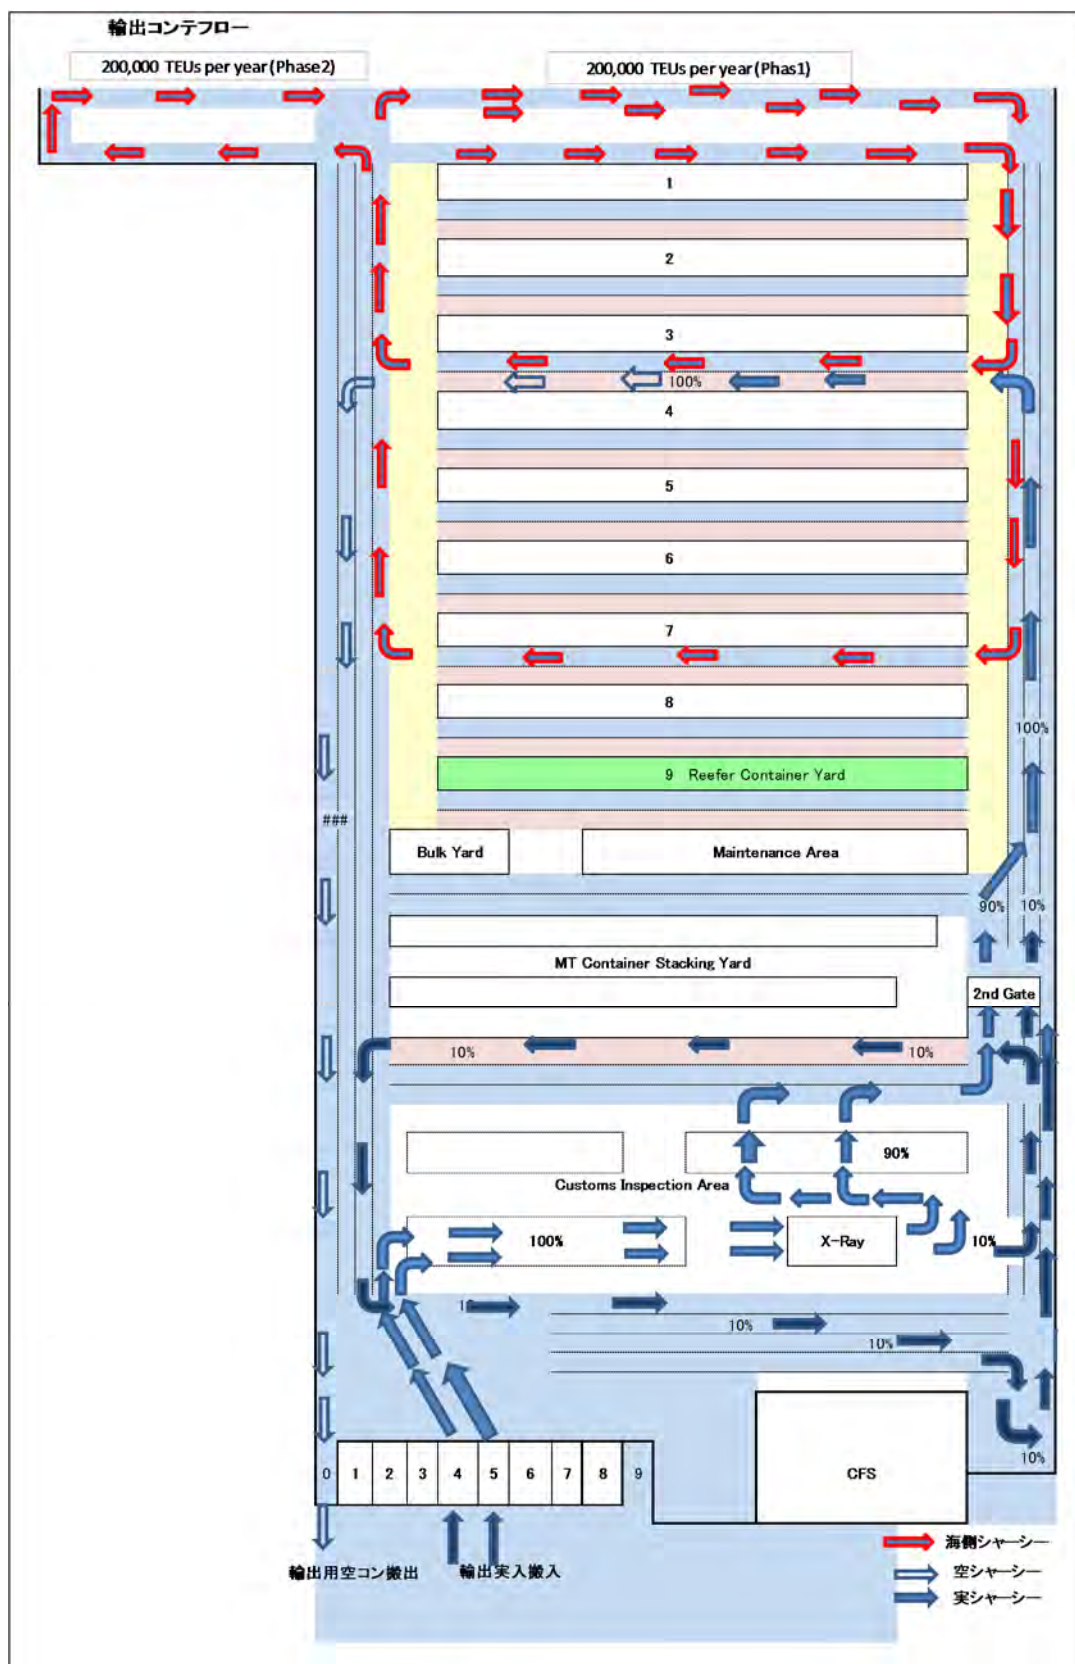 輸出コンテフロー
200,000 TEUs per year(Phase2)
200,000 TEUs per year(Phas1)
1
2
3
100%
4
5
6
7
8
100%
9 Reefer Container Yard
###
Bulk Yard
Maintenance Area
90%
10%
MT Container Stacking Yard
2nd Gate
10%
10%
90%
Customs Inspection Area
100%
X-Ray
10%
10%
10%
10%
0
1
2
3
4
5
6
7
8
9
CFS
輸出用空コン搬出
輸出実入搬入
海側シャーシー
空シャーシー
実シャーシー